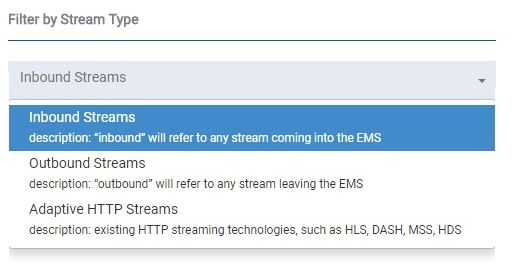 Filter by Stream Type
Inbound Streams
Inbound Streams
description: "inbound" will refer to any stream coming into the EMS
Outbound Streams
description: "outbound" will refer to any stream leaving the EMS
Adaptive HTTP Streams
description: existing HTTP streaming technologies, such as HLS, DASH, MSS, HDS